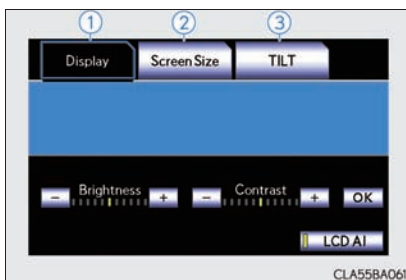 1 2 3
Display Screen Size TILT
Brightness Contrast
- + - + OK
LCD AI
CLA55BA061